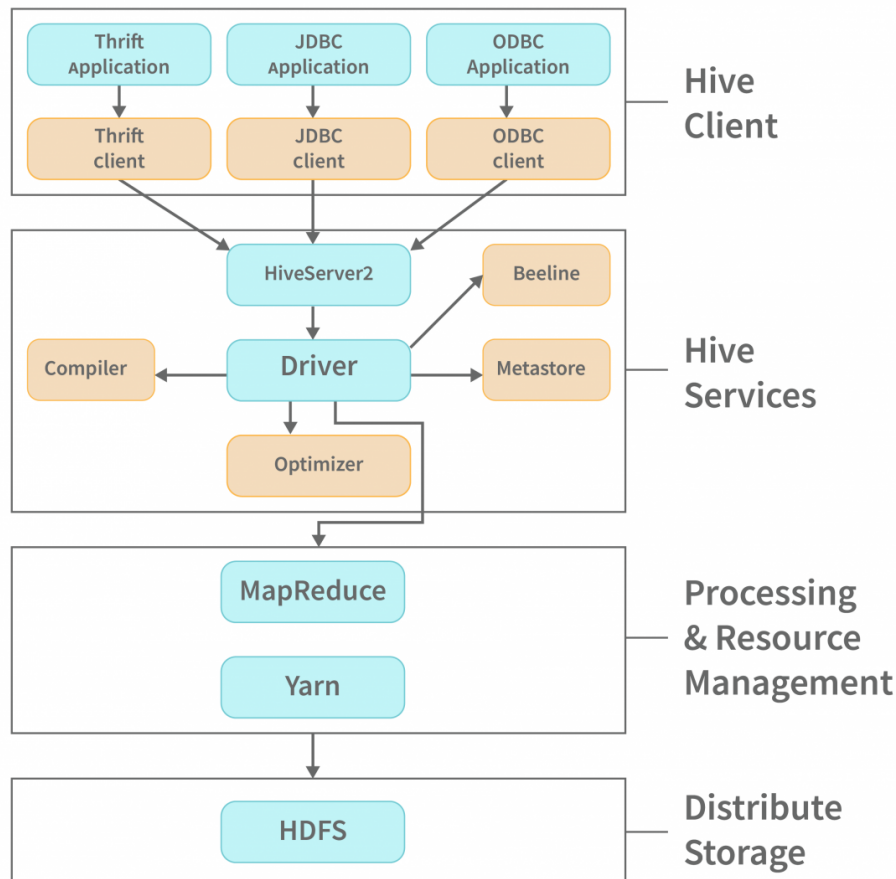 Thrift
Application
JDBC
Application
ODBC
Application
Hive
Client
Thrift
client
JDBC
client
ODBC
client
HiveServer2
Beeline
Compiler
Driver
Metastore
Hive
Services
Optimizer
MapReduce
Yarn
Processing
& Resource
Management
HDFS
Distribute
Storage